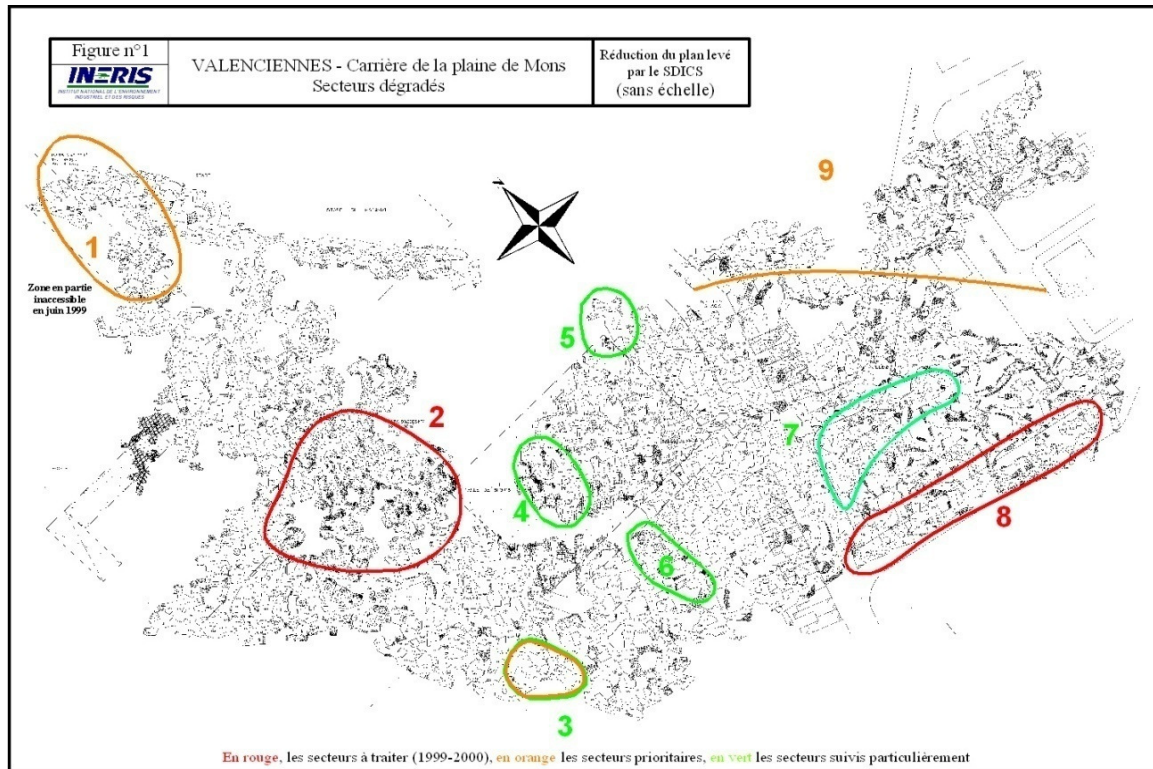 Figure n°1
INERIS
INSTITUT NATIONAL DE L'ENVIRONNEMENT
INDUSTRIEL ET DES RISQUES
VALENCIENNES - Carrière de la plaine de Mons
Secteurs dégradés
Réduction du plan levé
par le SDICS
(sans échelle)
9
1
Zone en partie
inaccessible
en juin 1999
5
2
7
4
8
6
3
En rouge, les secteurs à traiter (1999-2000), en orange les secteurs prioritaires, en vert les secteurs suivis particulièrement